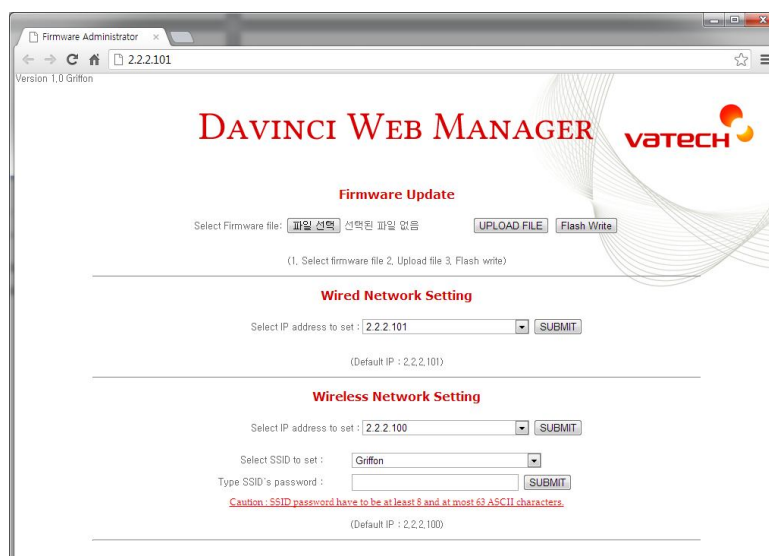 Firmware Administrator
2.2.2.101
Version 1.0 Griffon
DAVINCI WEB MANAGER
vatech
Firmware Update
Select Firmware file: 파일 선택 선택된 파일 없음 UPLOAD FILE Flash Write
(1. Select firmware file 2. Upload file 3. Flash write)
Wired Network Setting
Select IP address to set : 2.2.2.101 SUBMIT
(Default IP : 2.2.2.101)
Wireless Network Setting
Select IP address to set : 2.2.2.100 SUBMIT
Select SSID to set : Griffon
Type SSID's password : SUBMIT
Caution : SSID password have to be at least 8 and at most 63 ASCII characters.
(Default IP : 2.2.2.100)